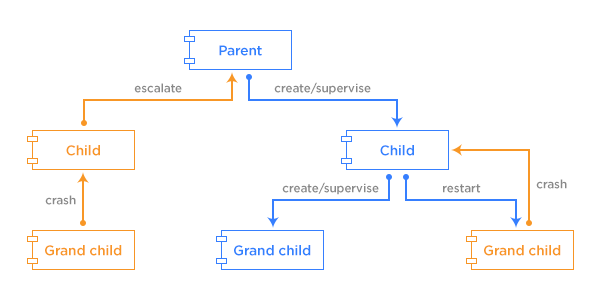 Parent
escalate
create/supervise
Child
Child
crash
create/supervise
restart
crash
Grand child
Grand child
Grand child